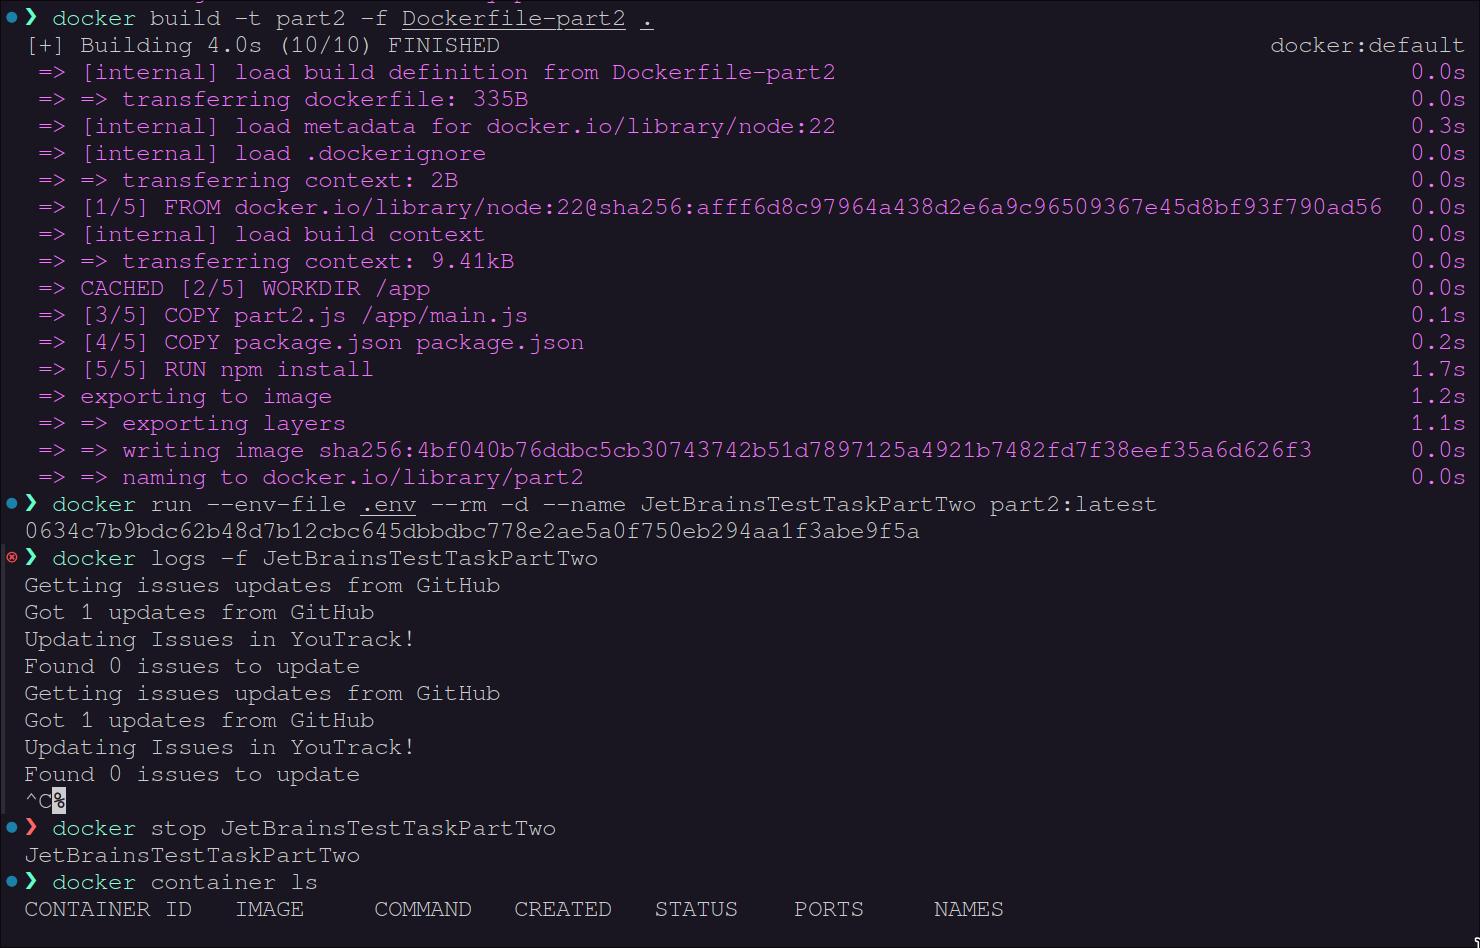 ❯ docker build -t part2 -f Dockerfile-part2 .
[+] Building 4.0s (10/10) FINISHED docker:default
=> [internal] load build definition from Dockerfile-part2 0.0s
=> => transferring dockerfile: 335B 0.0s
=> [internal] load metadata for docker.io/library/node:22 0.3s
=> [internal] load .dockerignore 0.0s
=> => transferring context: 2B 0.0s
=> [1/5] FROM docker.io/library/node:22@sha256:afff6d8c97964a438d2e6a9c96509367e45d8bf93f790ad56 0.0s
=> [internal] load build context 0.0s
=> => transferring context: 9.41kB 0.0s
=> CACHED [2/5] WORKDIR /app 0.0s
=> [3/5] COPY part2.js /app/main.js 0.1s
=> [4/5] COPY package.json package.json 0.2s
=> [5/5] RUN npm install 1.7s
=> exporting to image 1.2s
=> => exporting layers 1.1s
=> => writing image sha256:4bf040b76ddbc5cb30743742b51d7897125a4921b7482fd7f38eef35a6d626f3 0.0s
=> => naming to docker.io/library/part2 0.0s
❯ docker run --env-file .env --rm -d --name JetBrainsTestTaskPartTwo part2:latest
0634c7b9bdc62b48d7b12cbc645dbbdbc778e2ae5a0f750eb294aa1f3abe9f5a
❯ docker logs -f JetBrainsTestTaskPartTwo
Getting issues updates from GitHub
Got 1 updates from GitHub
Updating Issues in YouTrack!
Found 0 issues to update
Getting issues updates from GitHub
Got 1 updates from GitHub
Updating Issues in YouTrack!
Found 0 issues to update
^C%
❯ docker stop JetBrainsTestTaskPartTwo
JetBrainsTestTaskPartTwo
❯ docker container ls
CONTAINER ID IMAGE COMMAND CREATED STATUS PORTS NAMES